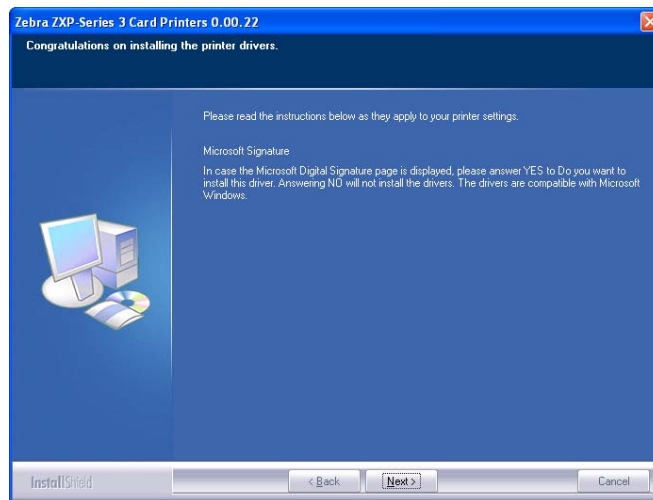 Zebra ZXP-Series 3 Card Printers 0.00.22
Congratulations on installing the printer drivers.
Please read the instructions below as they apply to your printer settings.
Microsoft Signature
In case the Microsoft Digital Signature page is displayed, please answer YES to Do you want to
install this driver. Answering NO will not install the drivers. The drivers are compatible with Microsoft
Windows.
InstallShield
< Back
Next >
Cancel